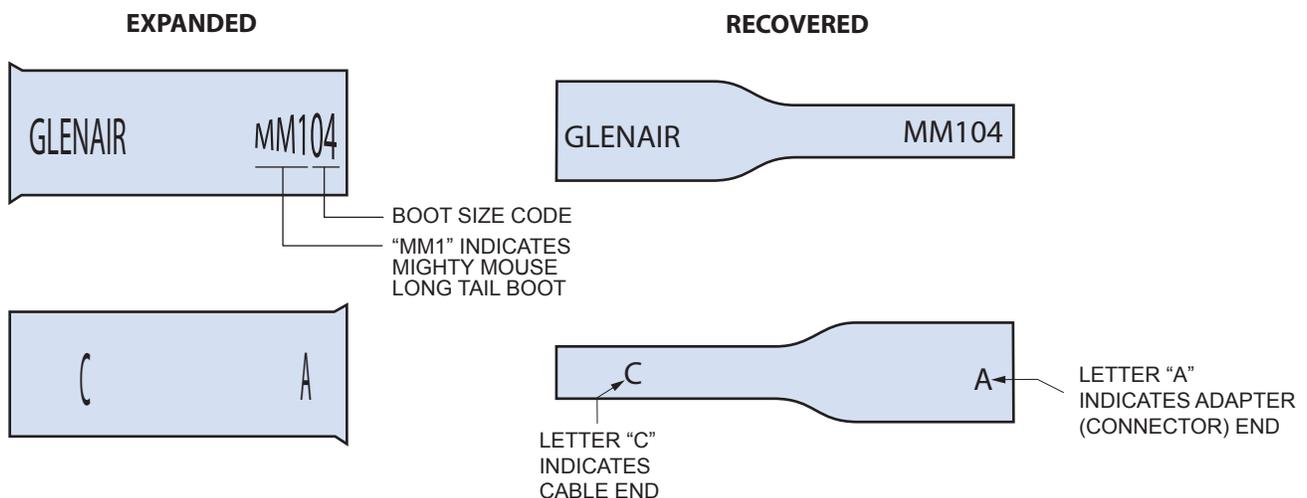 EXPANDED
RECOVERED
GLENAIR MM104
GLENAIR MM104
BOOT SIZE CODE
“MM1” INDICATES
MIGHTY MOUSE
LONG TAIL BOOT
C A
C A
LETTER “A”
INDICATES ADAPTER
(CONNECTOR) END
LETTER “C”
INDICATES
CABLE END